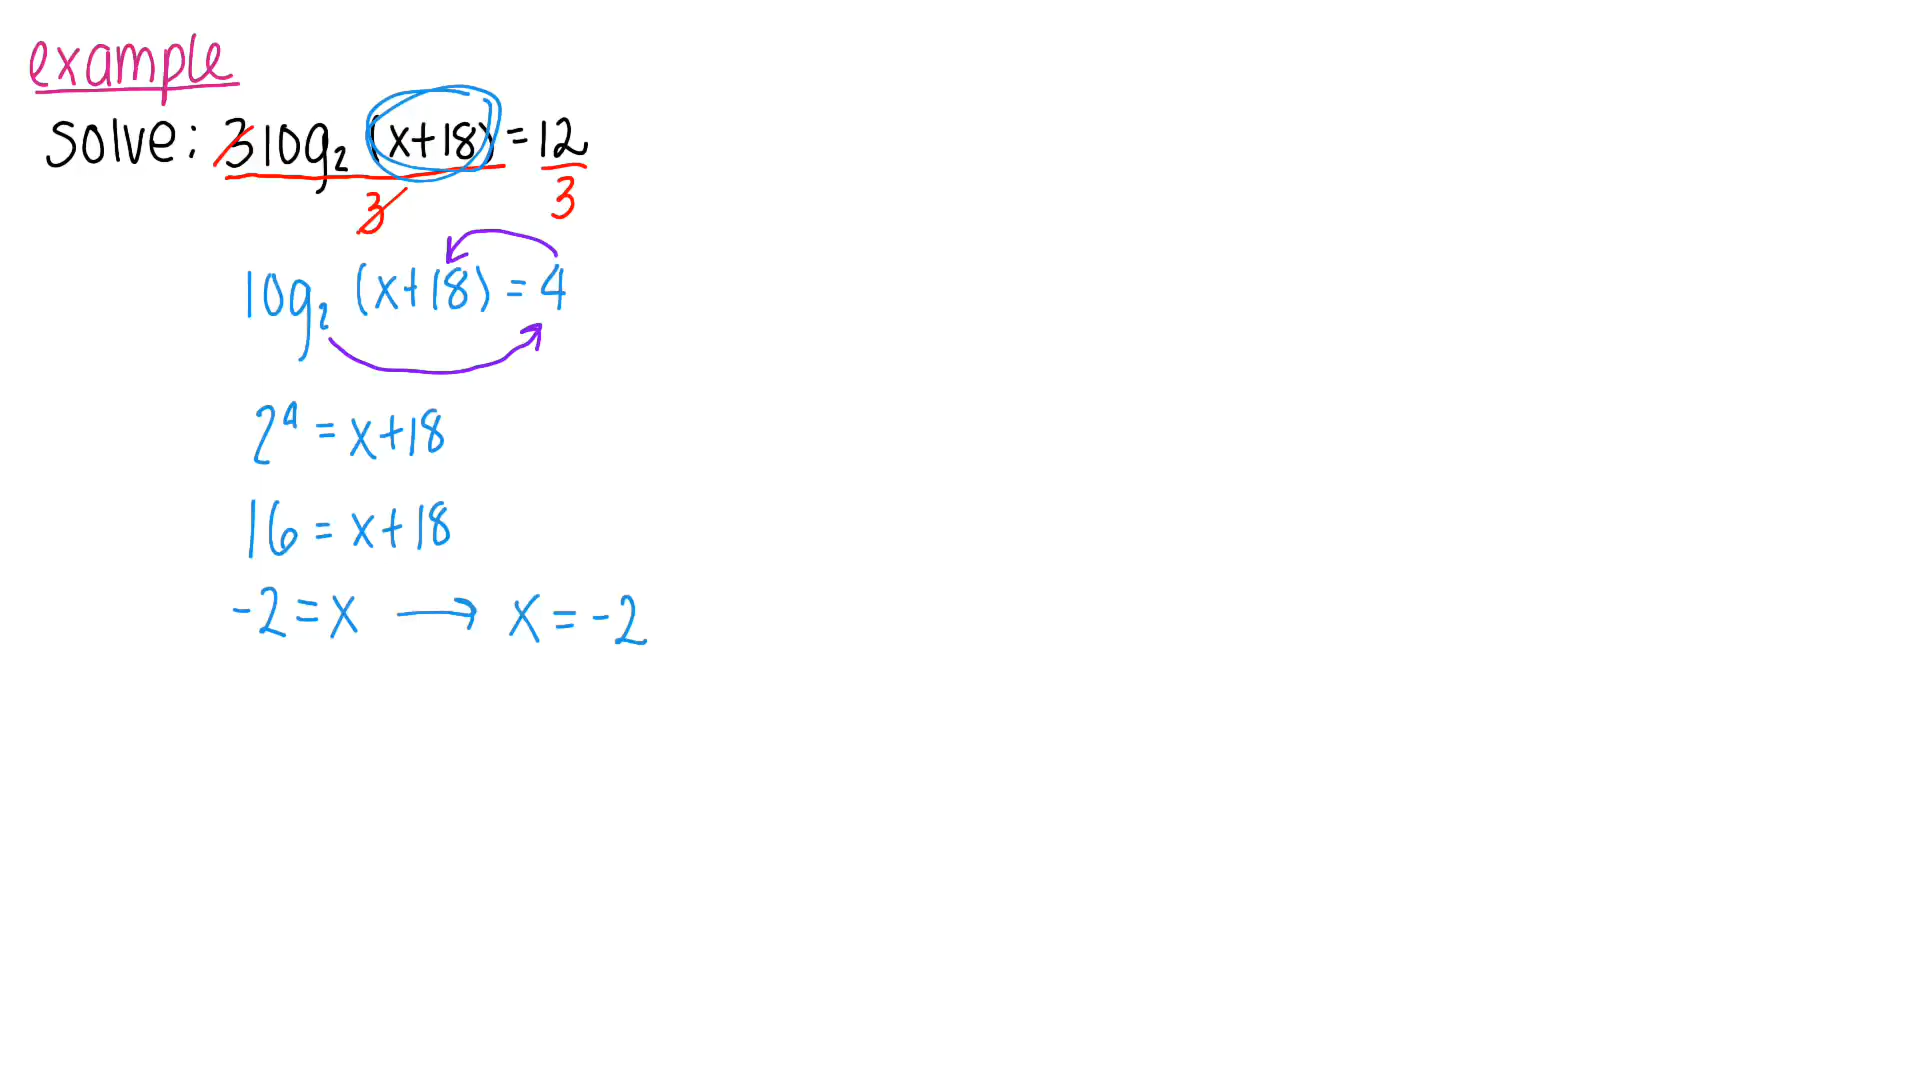 example
Solve: 3log₂ (x+18) = 12
3 3
log₂ (x+18) = 4
2⁴ = x+18
16 = x+18
-2 = x → x = -2